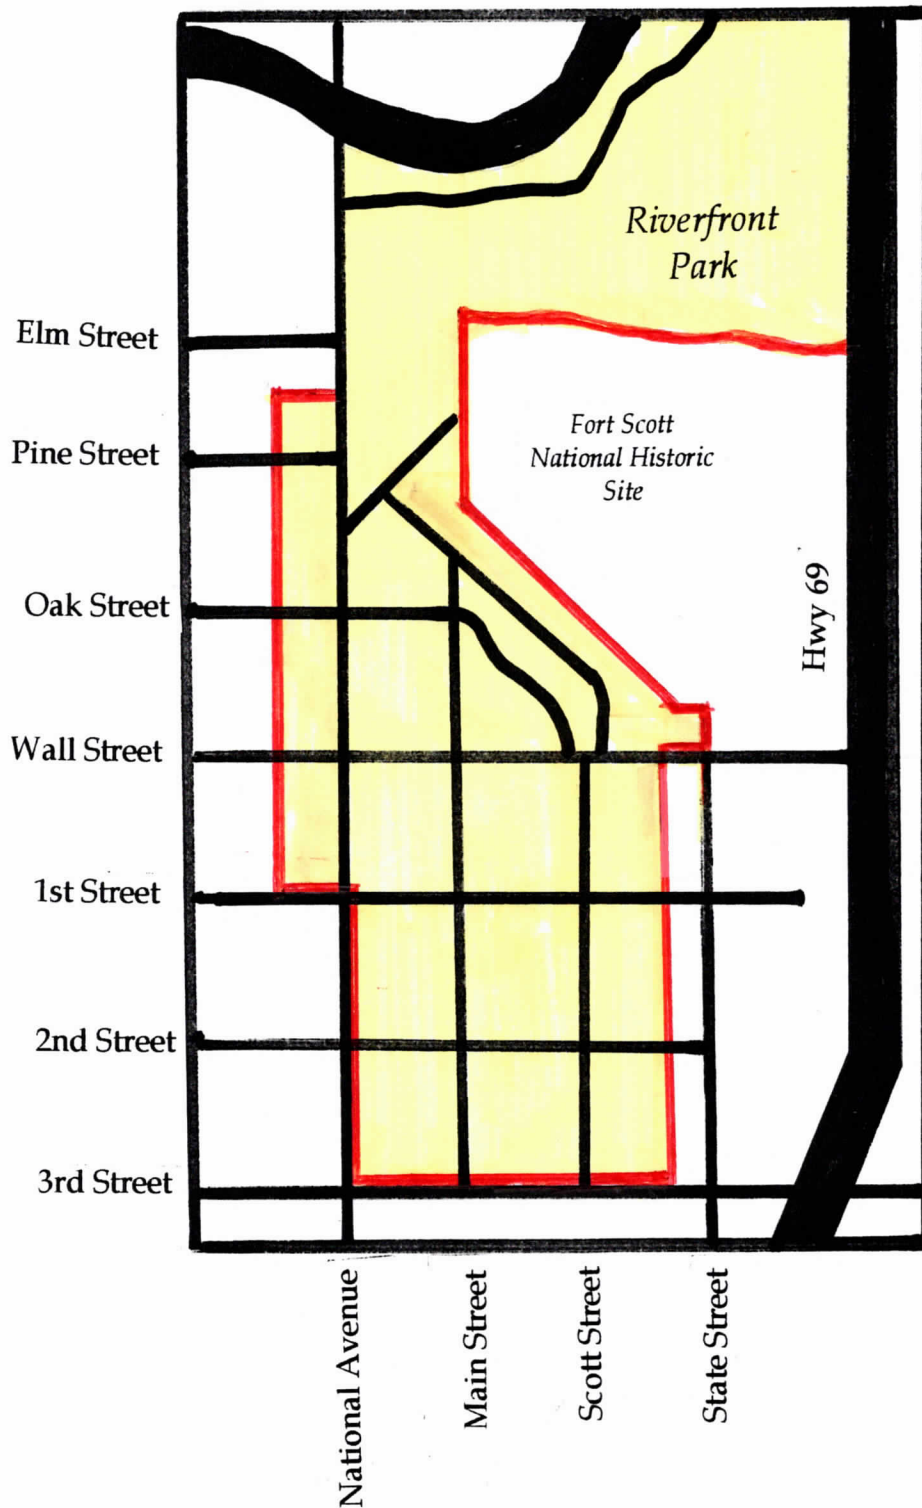 Riverfront
Park
Elm Street
Fort Scott
National Historic
Site
Pine Street
Hwy 69
Oak Street
Wall Street
1st Street
2nd Street
3rd Street
National Avenue
Main Street
Scott Street
State Street